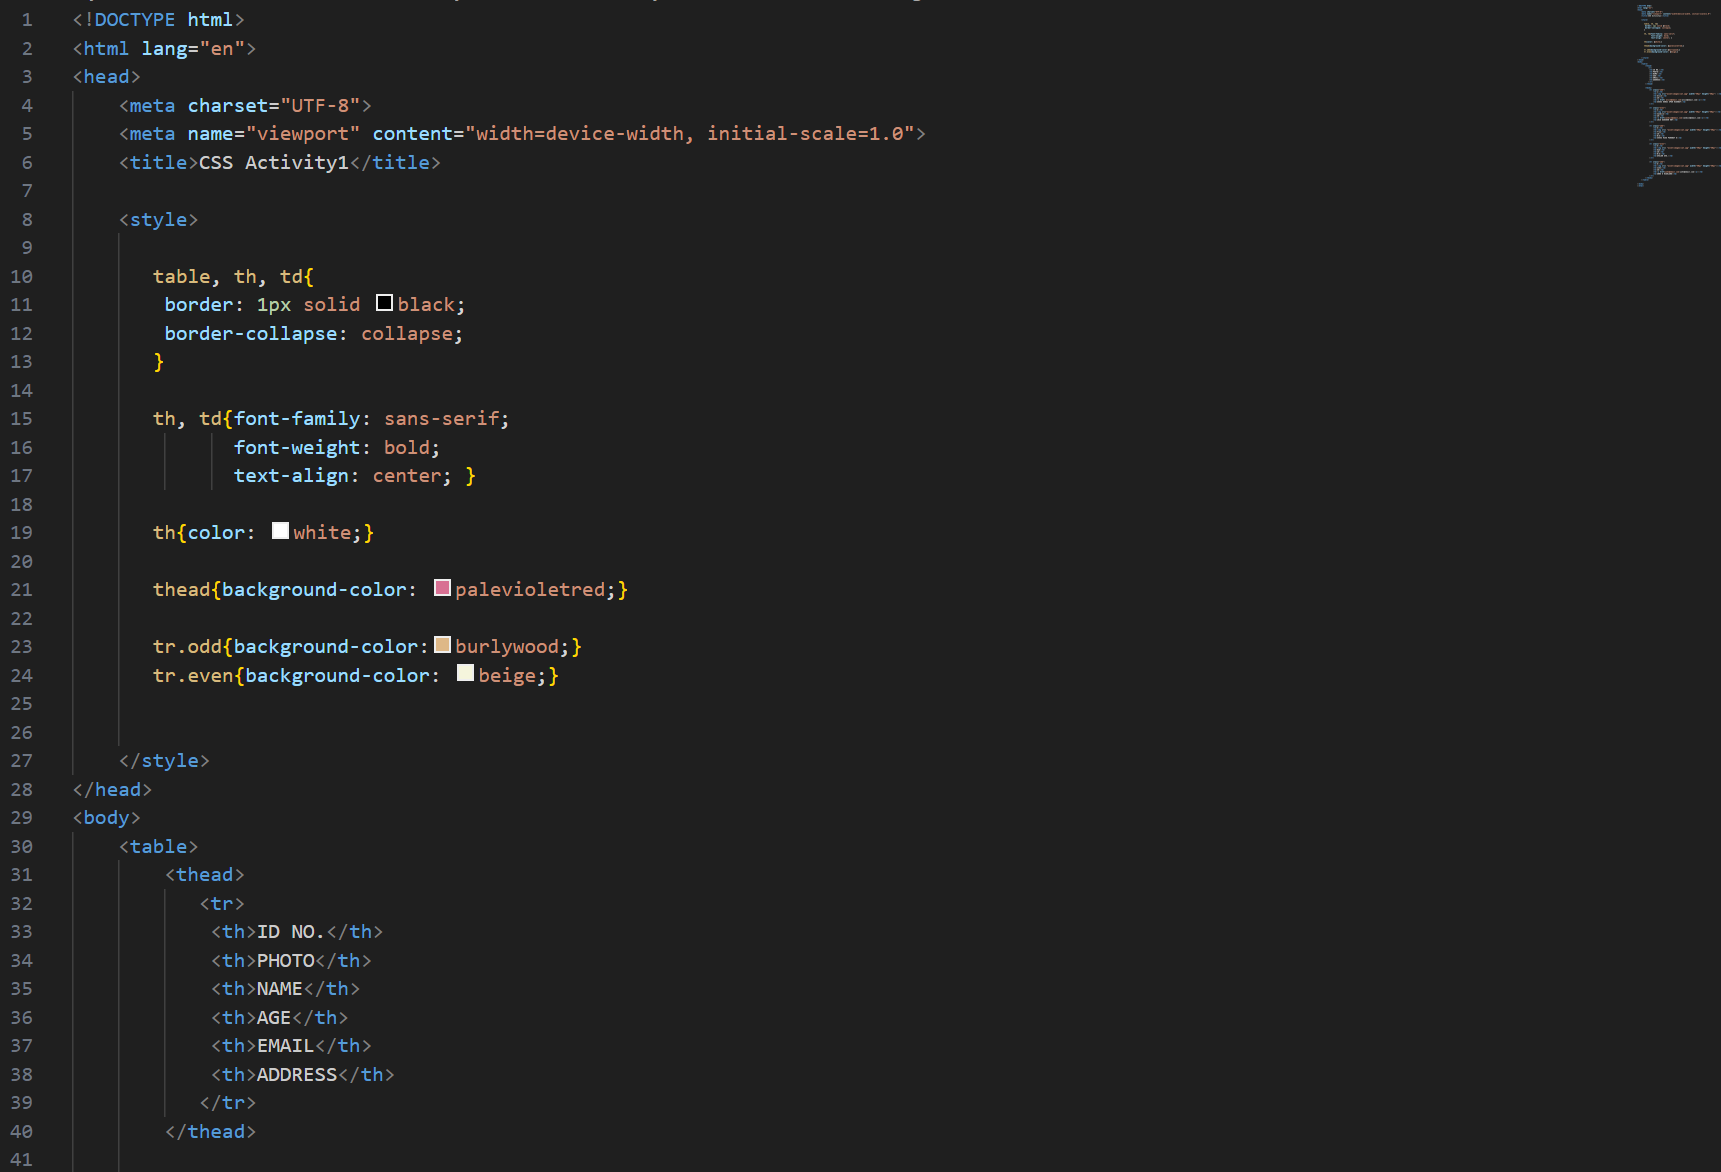 1 <!DOCTYPE html>
2 <html lang="en">
3 <head>
4 <meta charset="UTF-8">
5 <meta name="viewport" content="width=device-width, initial-scale=1.0">
6 <title>CSS Activity1</title>
7
8 <style>
9
10 table, th, td{
11 border: 1px solid black;
12 border-collapse: collapse;
13 }
14
15 th, td{font-family: sans-serif;
16 font-weight: bold;
17 text-align: center; }
18
19 th{color: white;}
20
21 thead{background-color: palevioletred;}
22
23 tr.odd{background-color:burlywood;}
24 tr.even{background-color: beige;}
25
26
27 </style>
28 </head>
29 <body>
30 <table>
31 <thead>
32 <tr>
33 <th>ID NO.</th>
34 <th>PHOTO</th>
35 <th>NAME</th>
36 <th>AGE</th>
37 <th>EMAIL</th>
38 <th>ADDRESS</th>
39 </tr>
40 </thead>
41